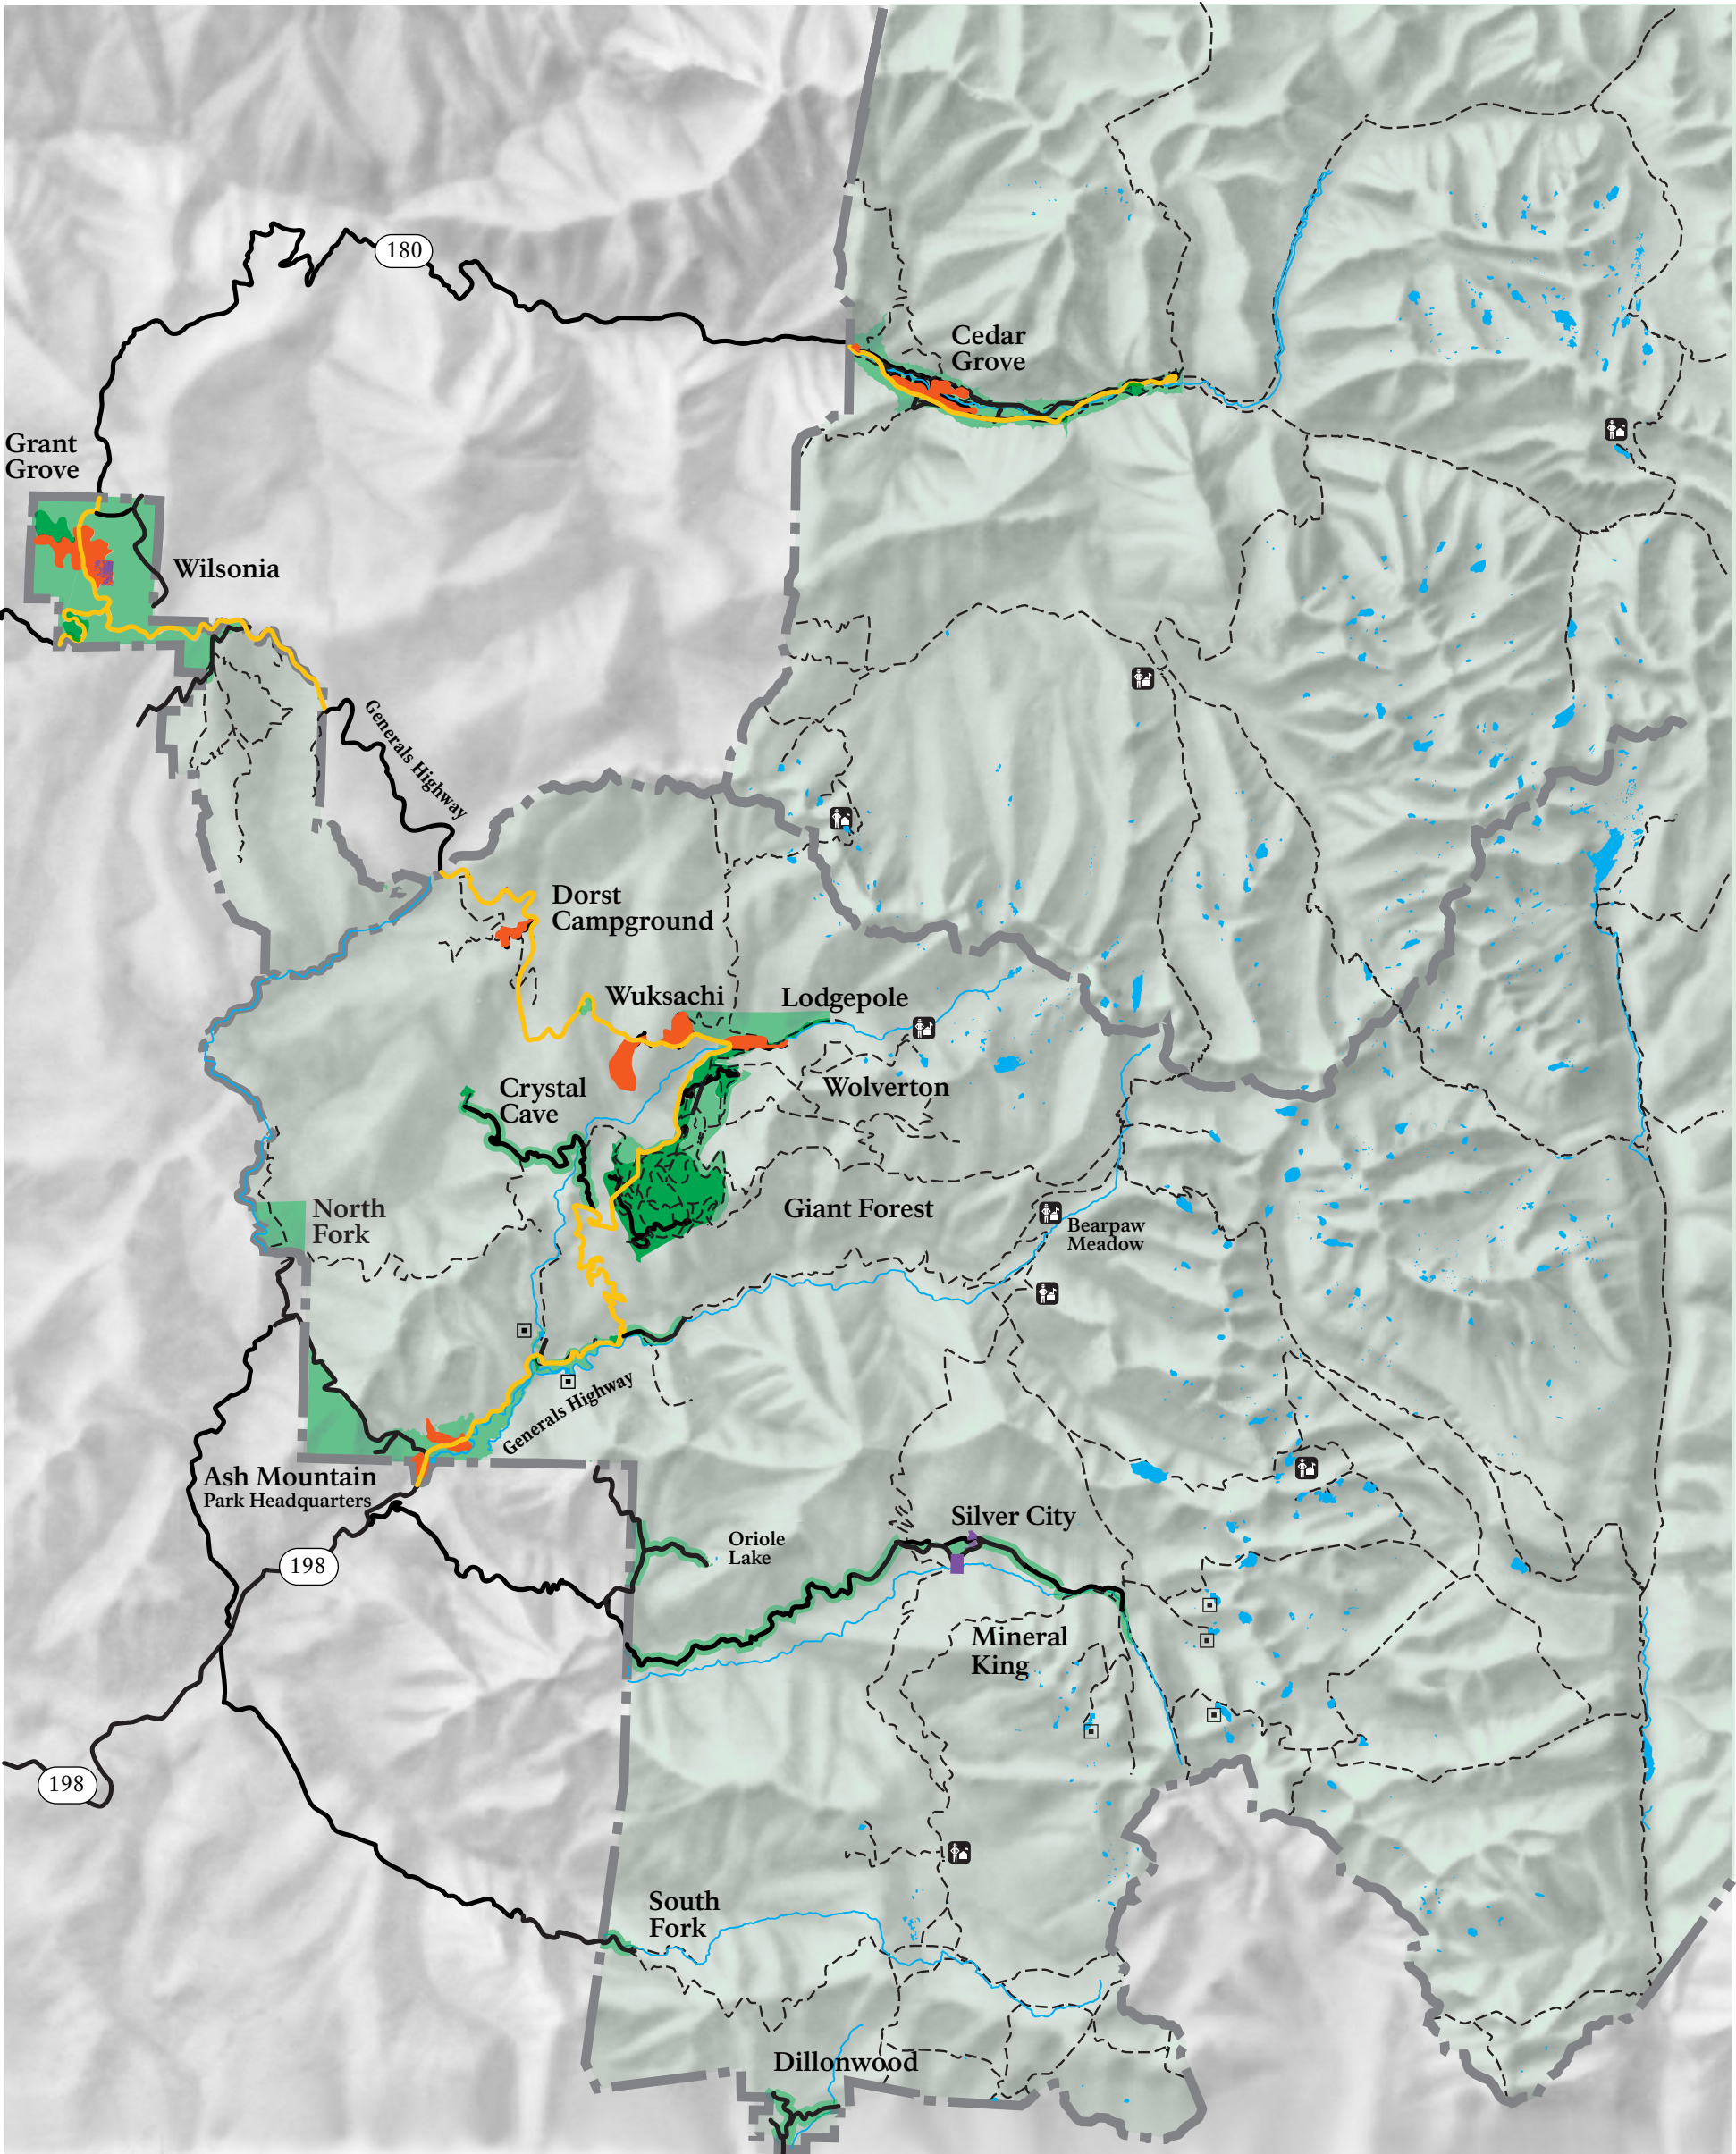 180
Cedar
Grove
Grant
Grove
Wilsonia
Generals Highway
Dorst
Campground
Wuksachi
Lodgepole
Crystal
Cave
Wolverton
North
Fork
Giant Forest
Bearpaw
Meadow
Generals Highway
Ash Mountain
Park Headquarters
Silver City
Oriole
Lake
198
Mineral
King
198
South
Fork
Dillonwood